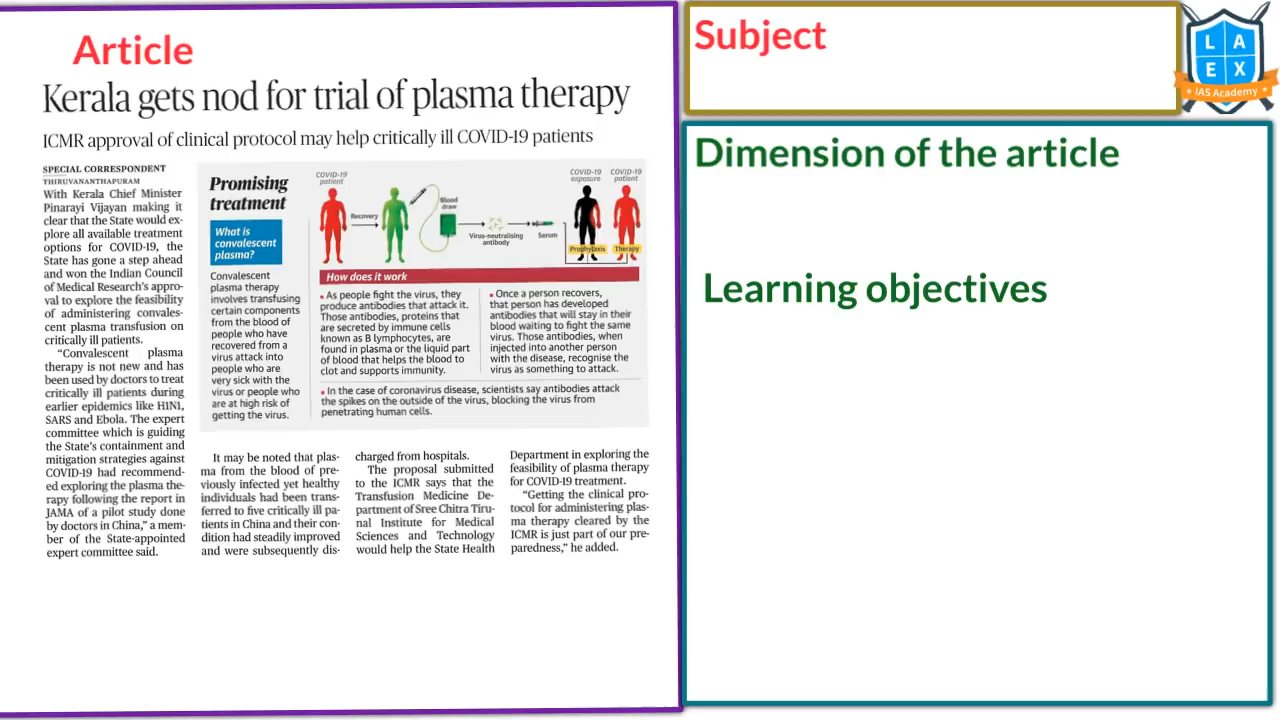 Article
Kerala gets nod for trial of plasma therapy
ICMR approval of clinical protocol may help critically ill COVID-19 patients
SPECIAL CORRESPONDENT
THIRUVANANTHAPURAM
With Kerala Chief Minister
Pinarayi Vijayan making it
clear that the State would ex-
plore all available treatment
options for COVID-19, the
State has gone a step ahead
and won the Indian Council
of Medical Research's appro-
val to explore the feasibility
of administering convales-
cent plasma transfusion on
critically ill patients.
"Convalescent plasma
therapy is not new and has
been used by doctors to treat
critically ill patients during
earlier epidemics like H1N1,
SARS and Ebola. The expert
committee which is guiding
the State's containment and
mitigation strategies against
COVID-19 had recommend-
ed exploring the plasma the-
rapy following the report in
JAMA of a pilot study done
by doctors in China," a mem-
ber of the State-appointed
expert committee said.
Promising
treatment
What is
convalescent
plasma?
Convalescent
plasma therapy
involves transfusing
certain components
from the blood of
people who have
recovered from a
virus attack into
people who are
very sick with the
virus or people who
are at high risk of
getting the virus.
COVID-19
patient
Recovery
Blood
draw
Virus-neutralising
antibody
Serum
COVID-19
exposure
COVID-19
patient
Prophylaxis
Therapy
How does it work
▪ As people fight the virus, they
produce antibodies that attack it.
Those antibodies, proteins that
are secreted by immune cells
known as B lymphocytes, are
found in plasma or the liquid part
of blood that helps the blood to
clot and supports immunity.
▪ Once a person recovers,
that person has developed
antibodies that will stay in their
blood waiting to fight the same
virus. Those antibodies, when
injected into another person
with the disease, recognise the
virus as something to attack.
▪ In the case of coronavirus disease, scientists say antibodies attack
the spikes on the outside of the virus, blocking the virus from
penetrating human cells.
It may be noted that plas-
ma from the blood of pre-
viously infected yet healthy
individuals had been trans-
ferred to five critically ill pa-
tients in China and their con-
dition had steadily improved
and were subsequently dis-
charged from hospitals.
The proposal submitted
to the ICMR says that the
Transfusion Medicine De-
partment of Sree Chitra Tiru-
nal Institute for Medical
Sciences and Technology
would help the State Health
Department in exploring the
feasibility of plasma therapy
for COVID-19 treatment.
"Getting the clinical pro-
tocol for administering plas-
ma therapy cleared by the
ICMR is just part of our pre-
paredness," he added.
Subject
L A
E X
IAS Academy
Dimension of the article
Learning objectives